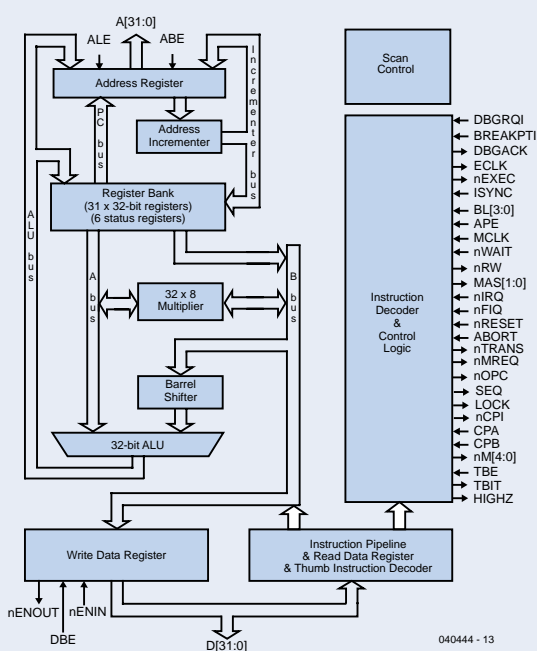 A[31:0]
ALE
ABE
Address Register
Scan
Control
PC bus
Incrementer bus
Address
Incrementer
ALU bus
Register Bank
(31 x 32-bit registers)
(6 status registers)
A bus
B bus
32 x 8
Multiplier
Barrel
Shifter
32-bit ALU
Instruction
Decoder
&
Control
Logic
DBGRQI
BREAKPTI
DBGACK
ECLK
nEXEC
ISYNC
BL[3:0]
APE
MCLK
nWAIT
nRW
MAS[1:0]
nIRQ
nFIQ
nRESET
ABORT
nTRANS
nMREQ
nOPC
SEQ
LOCK
nCPI
CPA
CPB
nM[4:0]
TBE
TBIT
HIGHZ
Write Data Register
Instruction Pipeline
& Read Data Register
& Thumb Instruction Decoder
nENOUT
nENIN
DBE
D[31:0]
040444 - 13